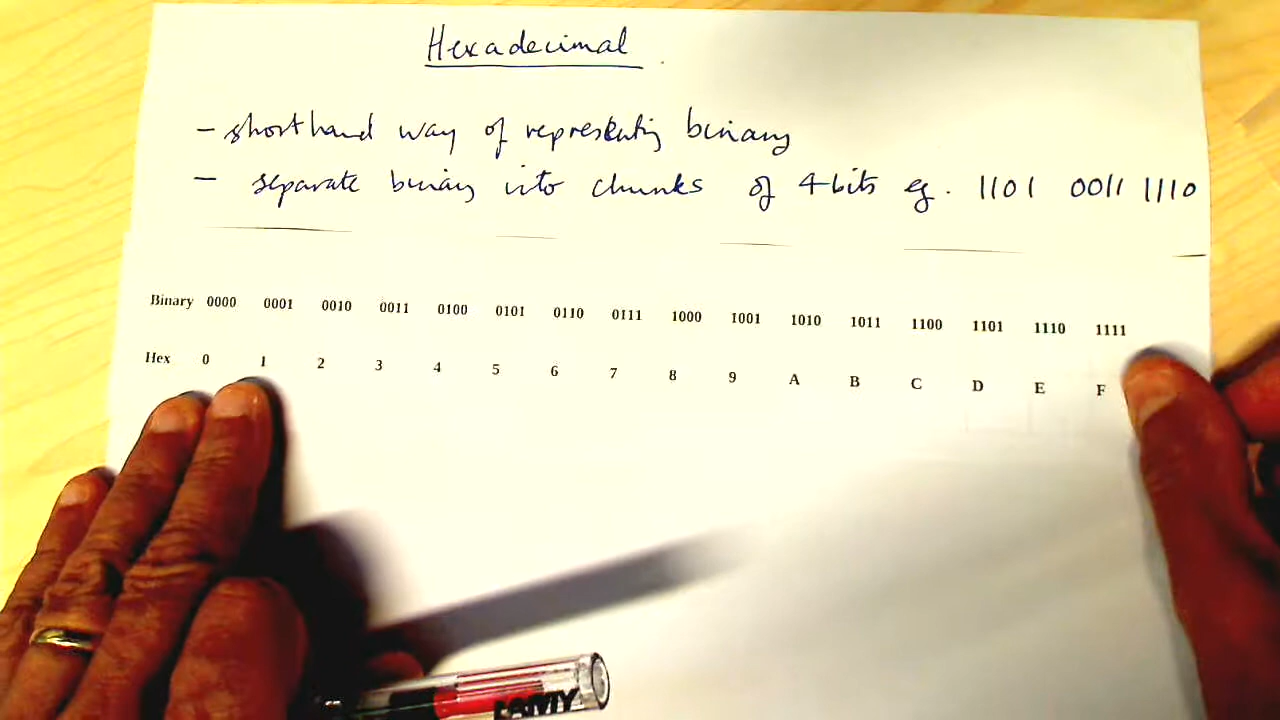 Hexadecimal
- shorthand way of representing binary
- separate binary into chunks of 4 bits eg. 1101 0011 1110
Binary 0000 0001 0010 0011 0100 0101 0110 0111 1000 1001 1010 1011 1100 1101 1110 1111
Hex 0 1 2 3 4 5 6 7 8 9 A B C D E F
LAMY